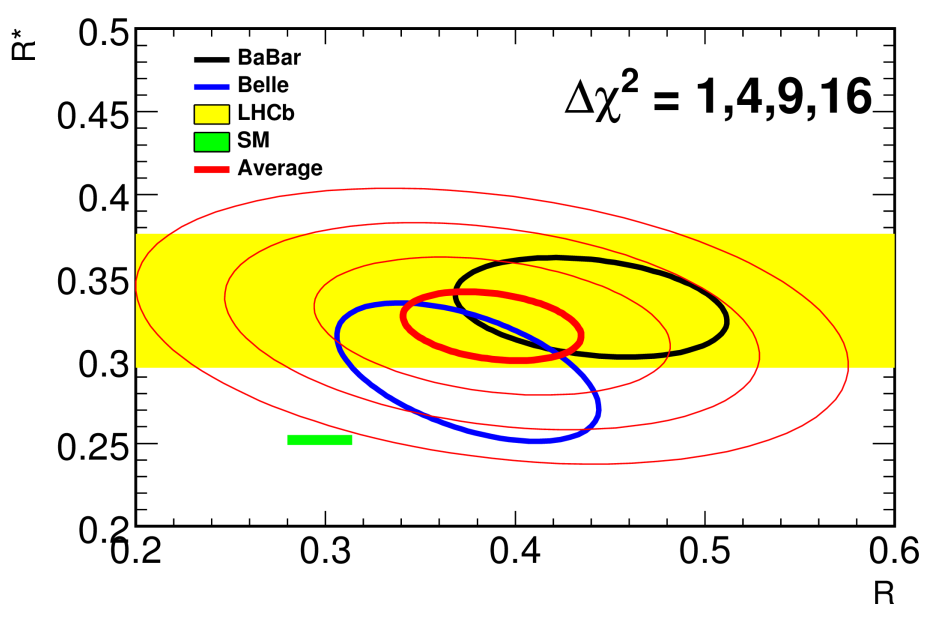 R*
0.5
0.45
0.4
0.35
0.3
0.25
0.2
BaBar
Belle
LHCb
SM
Average
Δχ² = 1,4,9,16
0.2 0.3 0.4 0.5 0.6
R